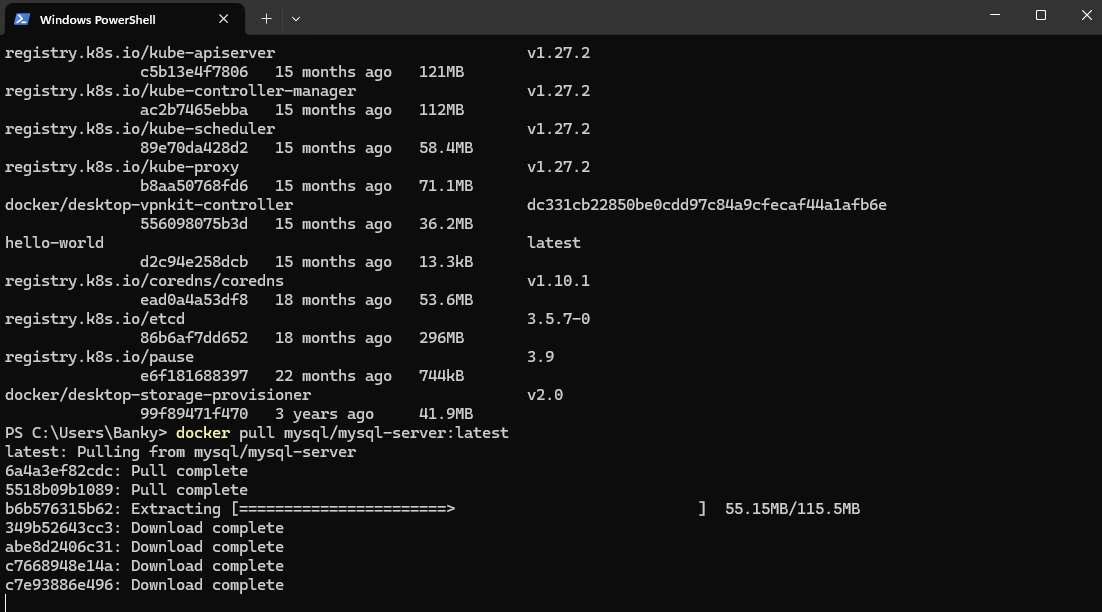 Windows PowerShell
registry.k8s.io/kube-apiserver v1.27.2
c5b13e4f7806 15 months ago 121MB
registry.k8s.io/kube-controller-manager v1.27.2
ac2b7465ebba 15 months ago 112MB
registry.k8s.io/kube-scheduler v1.27.2
89e70da428d2 15 months ago 58.4MB
registry.k8s.io/kube-proxy v1.27.2
b8aa50768fd6 15 months ago 71.1MB
docker/desktop-vpnkit-controller dc331cb22850be0cdd97c84a9cfecaf44a1afb6e
556098075b3d 15 months ago 36.2MB
hello-world latest
d2c94e258dcb 15 months ago 13.3kB
registry.k8s.io/coredns/coredns v1.10.1
ead0a4a53df8 18 months ago 53.6MB
registry.k8s.io/etcd 3.5.7-0
86b6af7dd652 18 months ago 296MB
registry.k8s.io/pause 3.9
e6f181688397 22 months ago 744kB
docker/desktop-storage-provisioner v2.0
99f89471f470 3 years ago 41.9MB
PS C:\Users\Banky> docker pull mysql/mysql-server:latest
latest: Pulling from mysql/mysql-server
6a4a3ef82cdc: Pull complete
5518b09b1089: Pull complete
b6b576315b62: Extracting [=======================> ] 55.15MB/115.5MB
349b52643cc3: Download complete
abe8d2406c31: Download complete
c7668948e14a: Download complete
c7e93886e496: Download complete